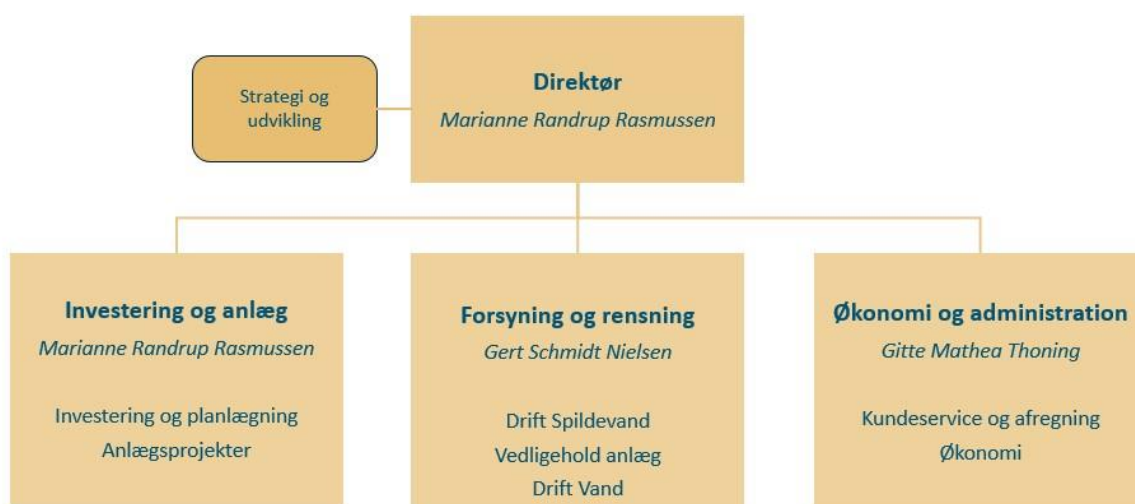 Strategi og
udvikling
Direktør
Marianne Randrup Rasmussen
Investering og anlæg
Marianne Randrup Rasmussen
Investering og planlægning
Anlægsprojekter
Forsyning og rensning
Gert Schmidt Nielsen
Drift Spildevand
Vedligehold anlæg
Drift Vand
Økonomi og administration
Gitte Mathea Thoning
Kundeservice og afregning
Økonomi